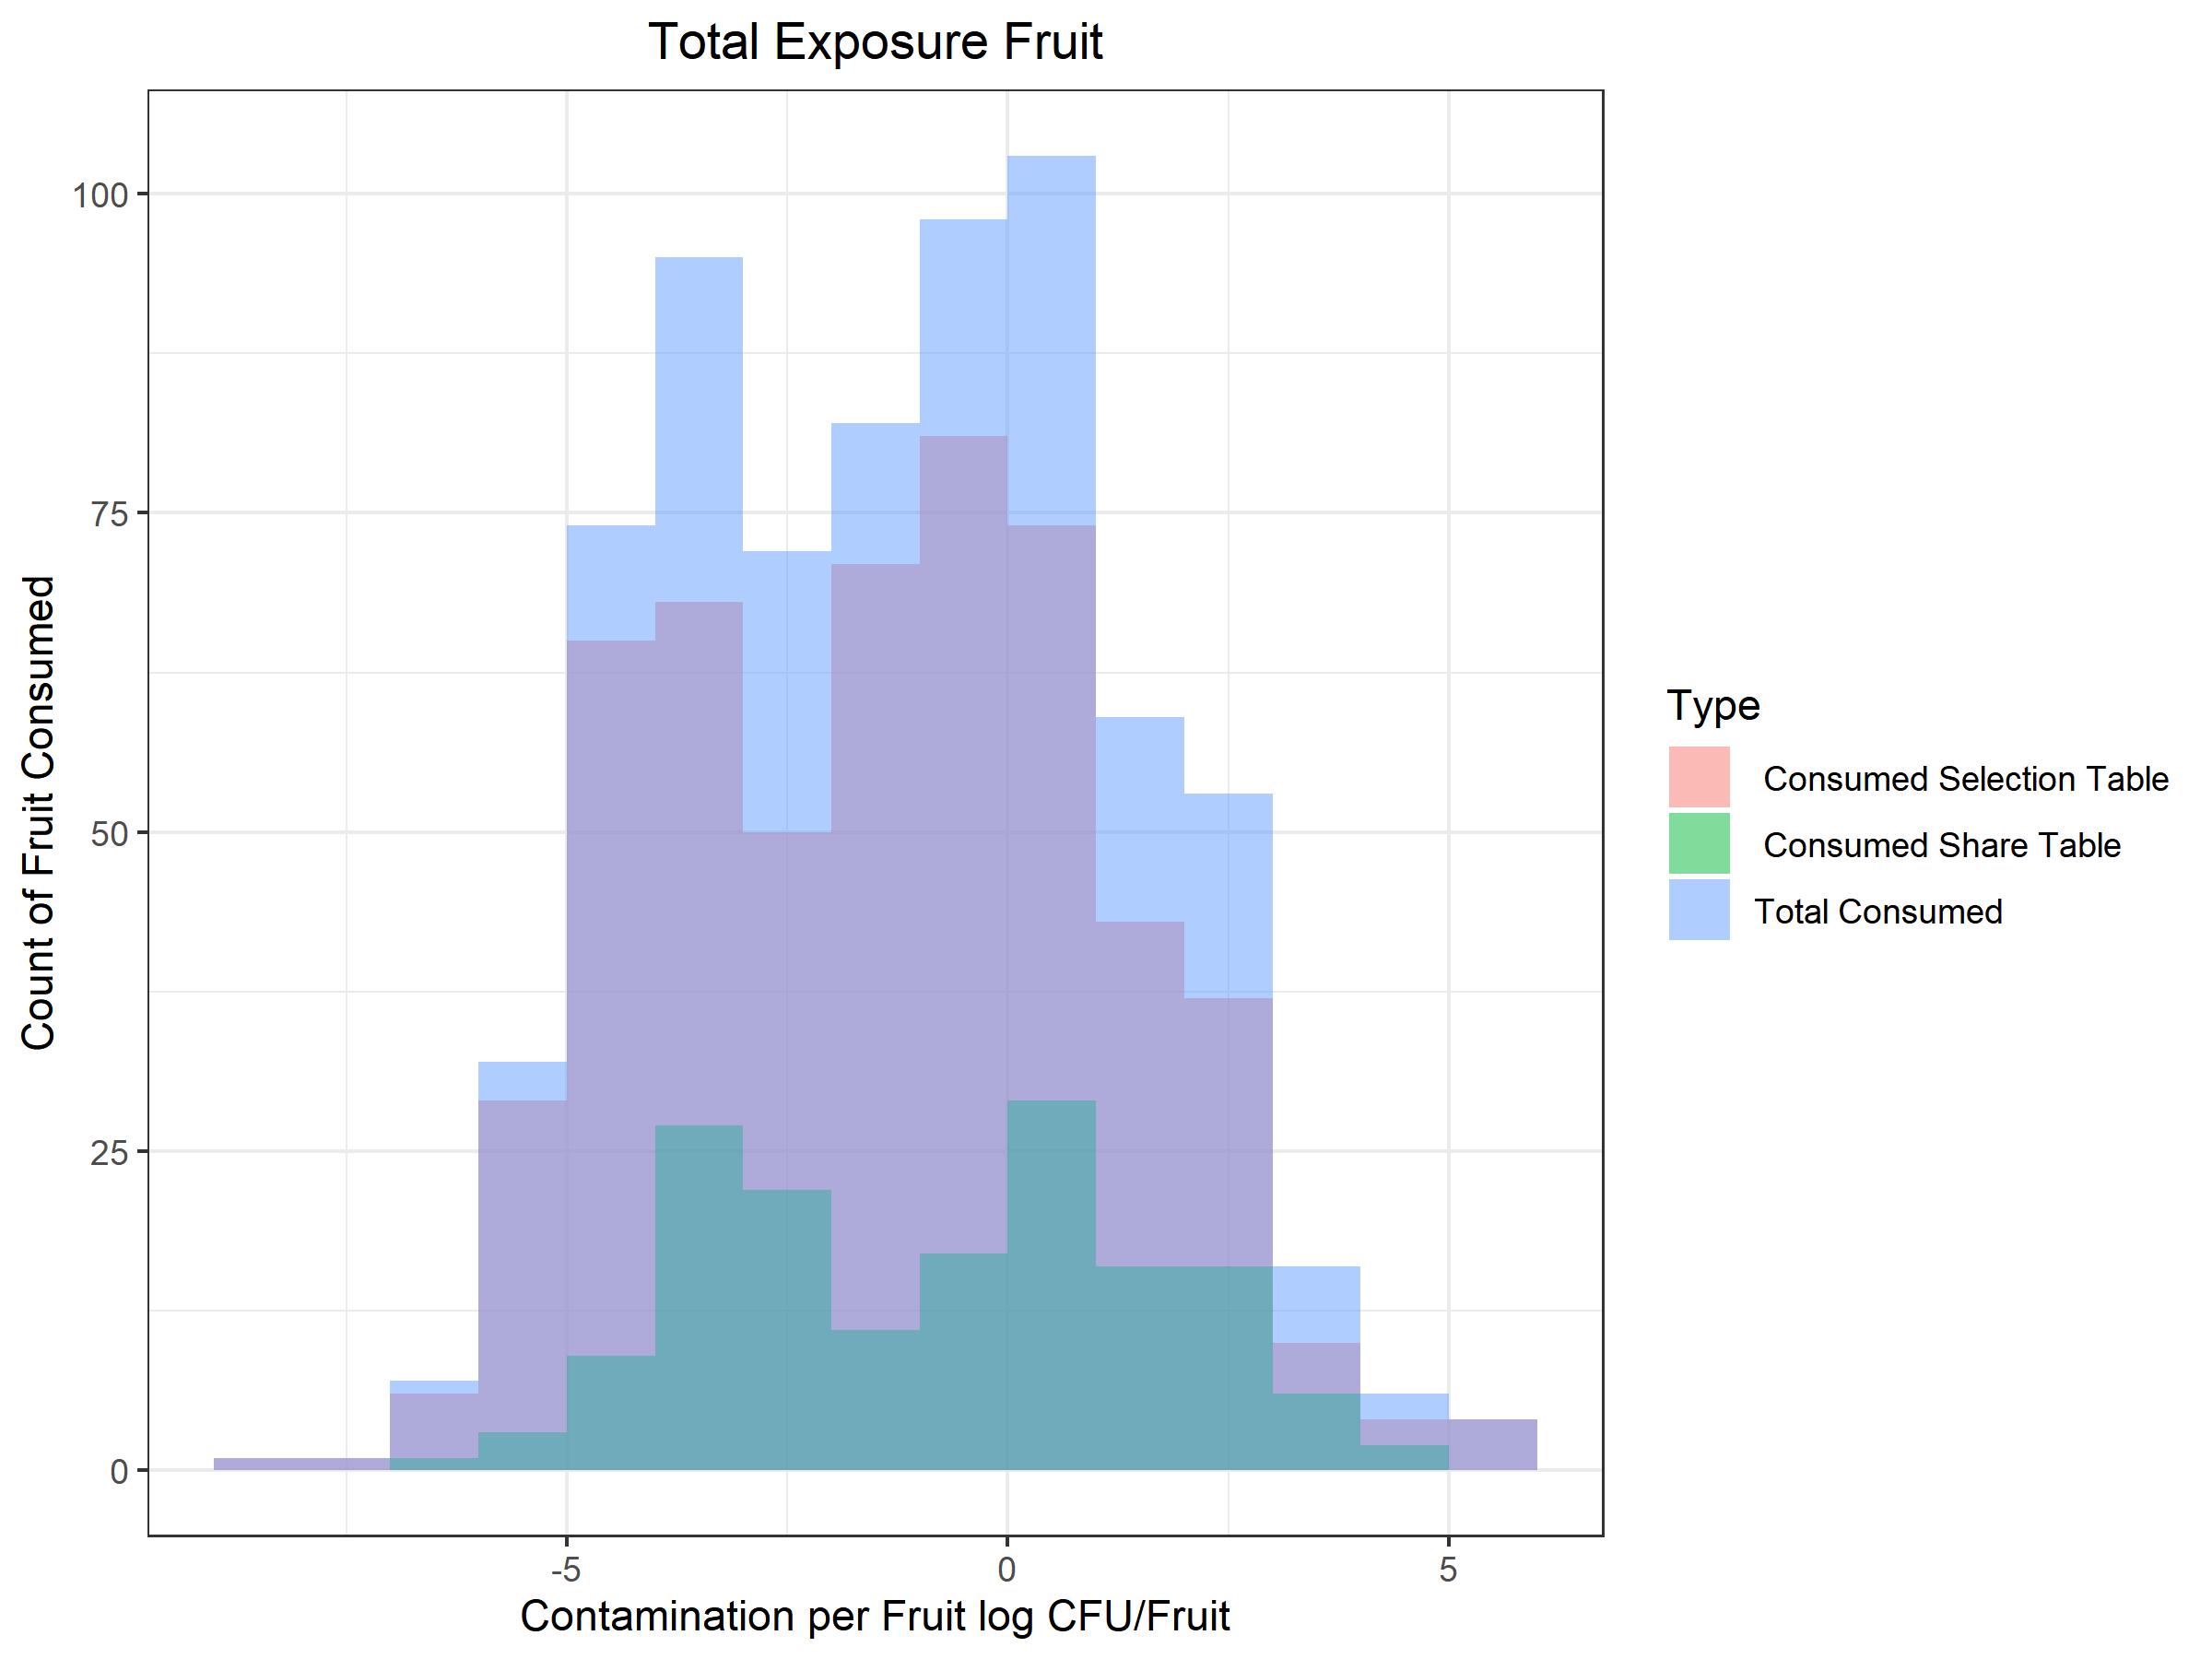 Total Exposure Fruit
Count of Fruit Consumed
100
75
50
25
0
-5
0
5
Contamination per Fruit log CFU/Fruit
Type
Consumed Selection Table
Consumed Share Table
Total Consumed